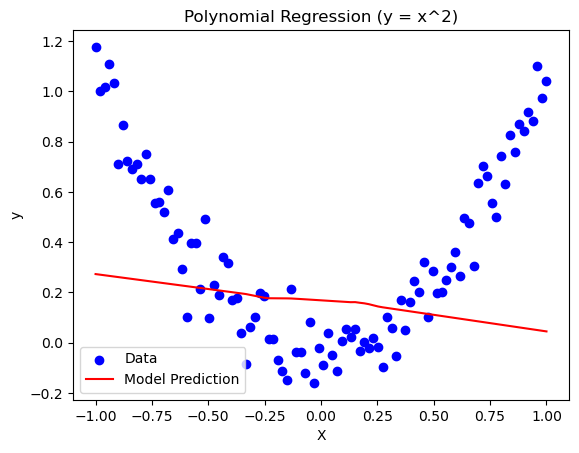 Polynomial Regression (y = x^2)
1.2
1.0
0.8
0.6
0.4
0.2
0.0
−0.2
y
Data
Model Prediction
−1.00 −0.75 −0.50 −0.25 0.00 0.25 0.50 0.75 1.00
X